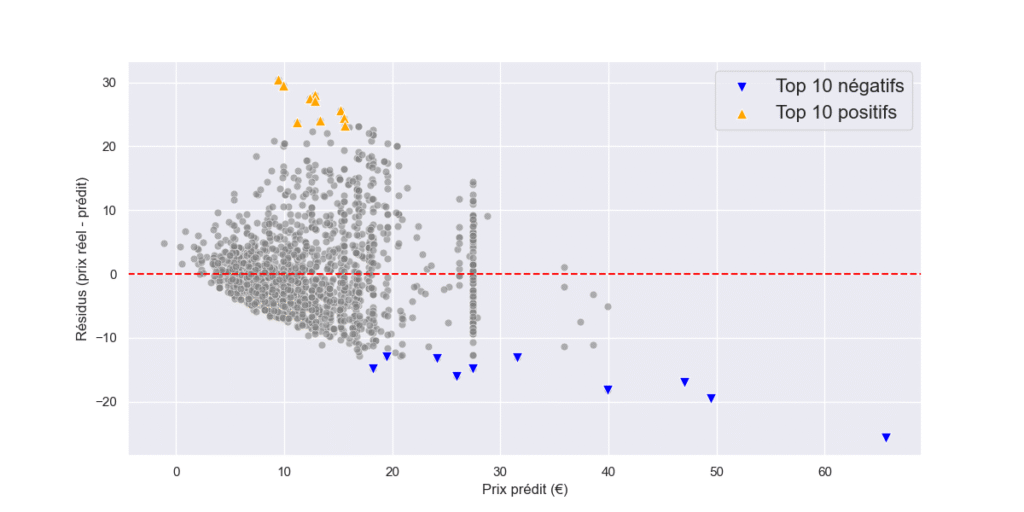 Top 10 négatifs
Top 10 positifs
Résidus (prix réel - prédit)
30
20
10
0
−10
−20
0 10 20 30 40 50 60
Prix prédit (€)